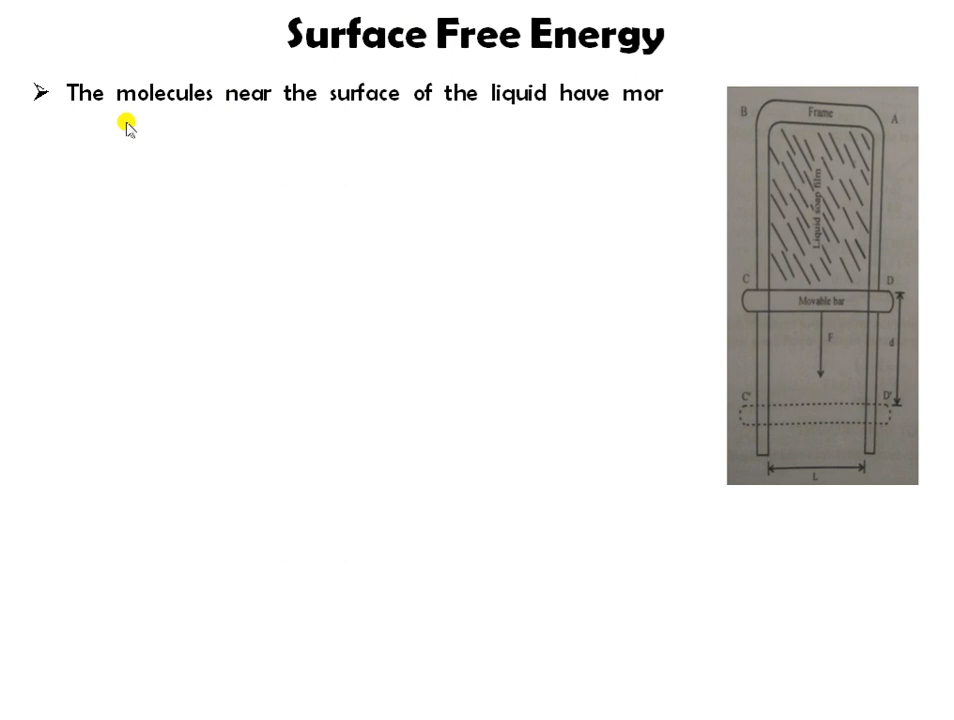 Surface Free Energy
The molecules near the surface of the liquid have mor
B
Frame
A
Liquid soap film
C
D
Movable bar
F
d
C'
D'
L